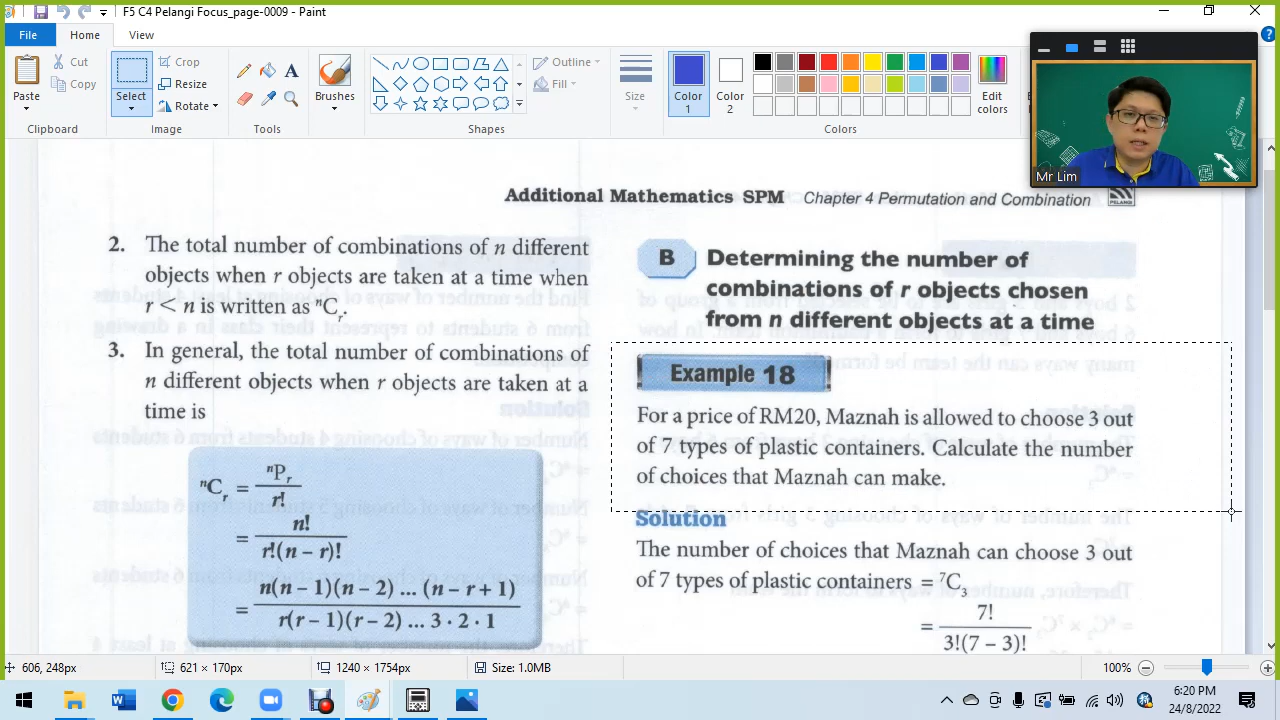 F5 C4 Pelangi Focus_page-0009 - Paint
File
Home
View
Paste
Cut
Copy
Clipboard
Select
Crop
Resize
Rotate
Image
Tools
Brushes
Shapes
Outline
Fill
Size
Color 1
Color 2
Colors
Edit colors
Mr Lim
Additional Mathematics SPM Chapter 4 Permutation and Combination
PELANGI
2. The total number of combinations of n different
objects when r objects are taken at a time when
r < n is written as ⁿCᵣ.
3. In general, the total number of combinations of
n different objects when r objects are taken at a
time is
ⁿCᵣ = ⁿPᵣ / r!
= n! / r!(n – r)!
= n(n – 1)(n – 2) ... (n – r + 1) / r(r – 1)(r – 2) ... 3 · 2 · 1
B Determining the number of
combinations of r objects chosen
from n different objects at a time
Example 18
For a price of RM20, Maznah is allowed to choose 3 out
of 7 types of plastic containers. Calculate the number
of choices that Maznah can make.
Solution
The number of choices that Maznah can choose 3 out
of 7 types of plastic containers = ⁷C₃
= 7! / 3!(7 – 3)!
606, 248px
621 × 170px
1240 × 1754px
Size: 1.0MB
100%
6:20 PM
24/8/2022